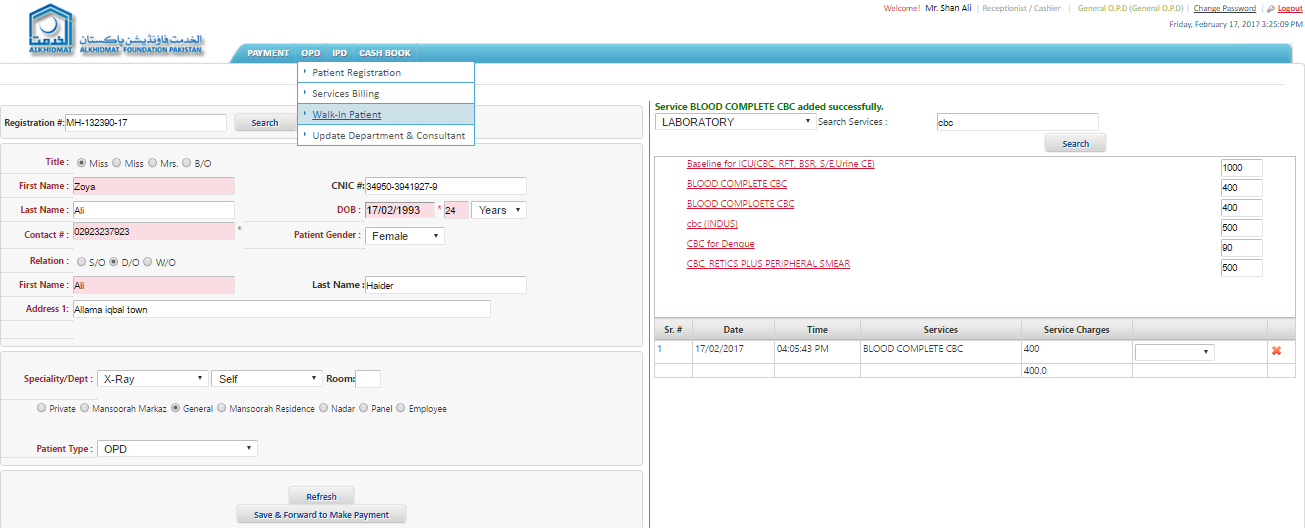 Welcome! Mr. Shan Ali | Receptionist / Cashier | General O.P.D (General O.P.D) | Change Password | Logout
Friday, February 17, 2017 3:25:09 PM
الخدمت
الخدمت فاؤنڈیشن پاکستان
ALKHIDMAT FOUNDATION PAKISTAN
PAYMENT OPD IPD CASH BOOK
Patient Registration
Services Billing
Walk-In Patient
Update Department & Consultant
Registration #: MH-132390-17 Search
Title : Miss Miss Mrs. B/O
First Name : Zoya CNIC #: 34950-3941927-9
Last Name : Ali DOB : 17/02/1993 * 24 Years
Contact # : 02923237923 * Patient Gender : Female
Relation : S/O D/O W/O
First Name : Ali Last Name : Haider
Address 1: Allama iqbal town
Speciality/Dept : X-Ray Self Room:
Private Mansoorah Markaz General Mansoorah Residence Nadar Panel Employee
Patient Type : OPD
Refresh
Save & Forward to Make Payment
Service BLOOD COMPLETE CBC added successfully.
LABORATORY Search Services : cbc
Search
Baseline for ICU(CBC, RFT, BSR, S/E,Urine CE) 1000
BLOOD COMPLETE CBC 400
BLOOD COMPLOETE CBC 400
cbc (INDUS) 500
CBC for Dengue 90
CBC, RETICS PLUS PERIPHERAL SMEAR 500
Sr. # Date Time Services Service Charges
1 17/02/2017 04:05:43 PM BLOOD COMPLETE CBC 400
400.0